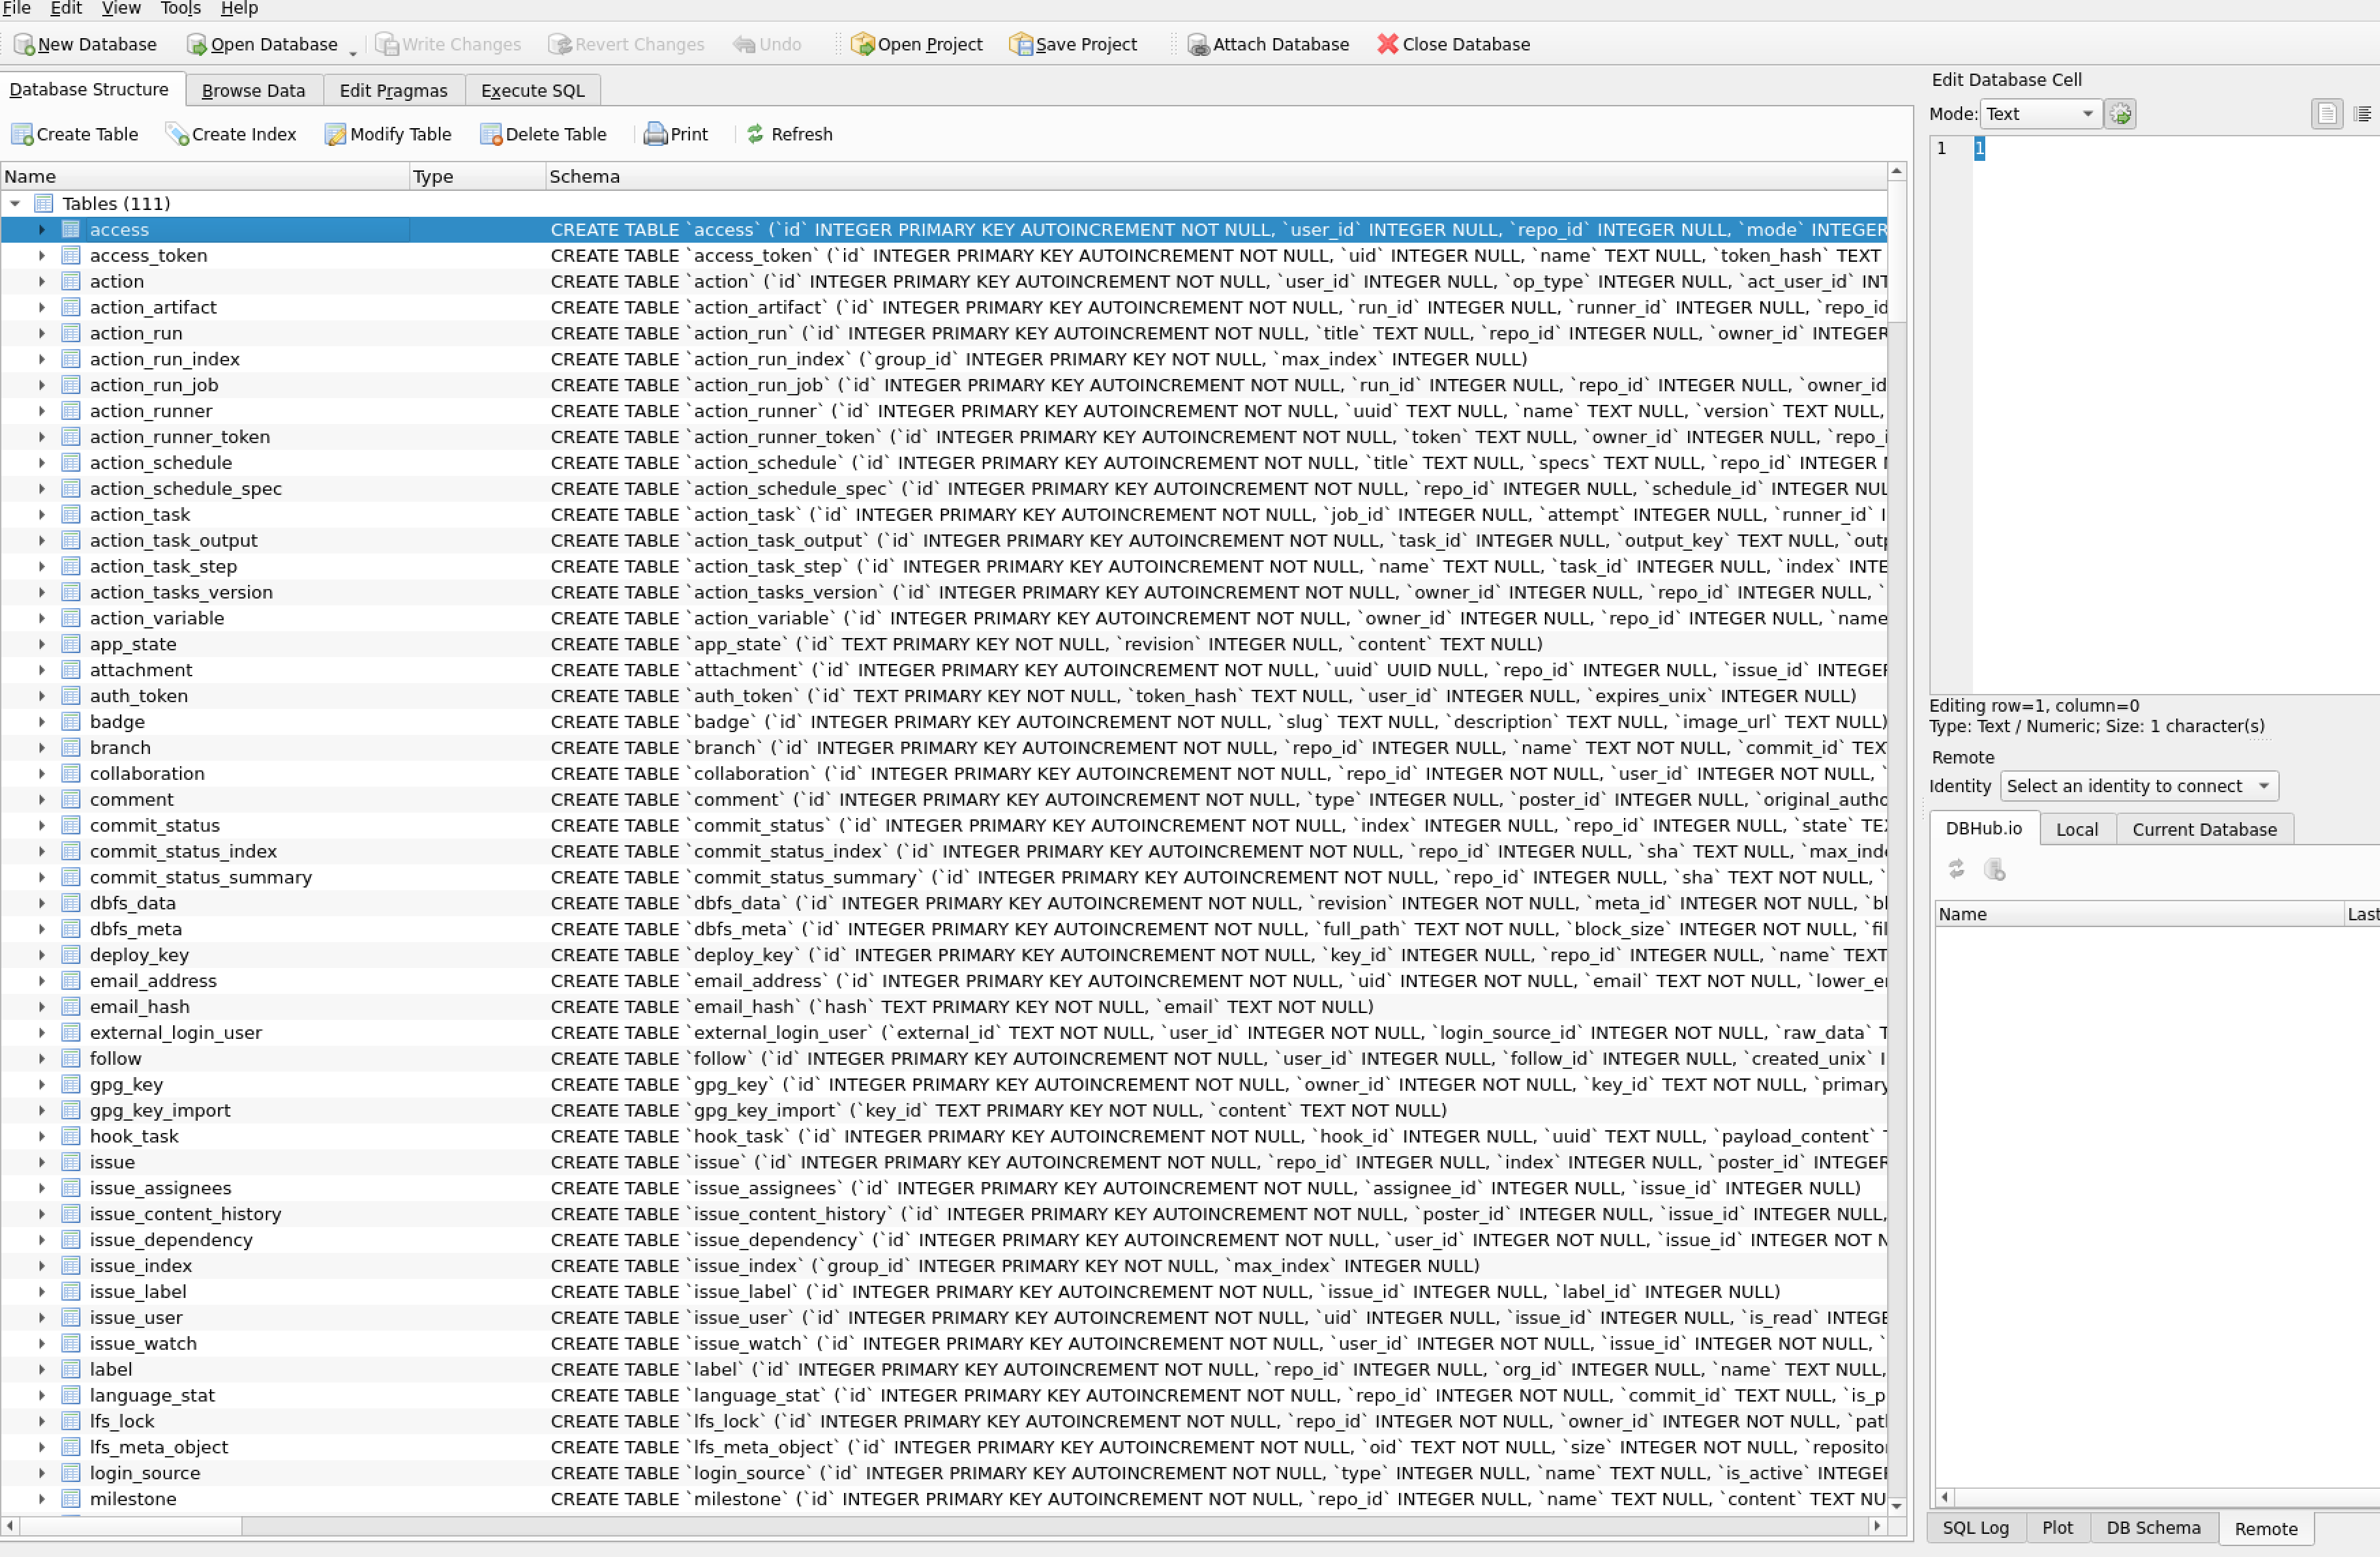 File Edit View Tools Help
New Database Open Database Write Changes Revert Changes Undo Open Project Save Project Attach Database Close Database
Database Structure Browse Data Edit Pragmas Execute SQL
Create Table Create Index Modify Table Delete Table Print Refresh
Name Type Schema
Tables (111)
access CREATE TABLE `access` (`id` INTEGER PRIMARY KEY AUTOINCREMENT NOT NULL, `user_id` INTEGER NULL, `repo_id` INTEGER NULL, `mode` INTEGER
access_token CREATE TABLE `access_token` (`id` INTEGER PRIMARY KEY AUTOINCREMENT NOT NULL, `uid` INTEGER NULL, `name` TEXT NULL, `token_hash` TEXT
action CREATE TABLE `action` (`id` INTEGER PRIMARY KEY AUTOINCREMENT NOT NULL, `user_id` INTEGER NULL, `op_type` INTEGER NULL, `act_user_id` INT
action_artifact CREATE TABLE `action_artifact` (`id` INTEGER PRIMARY KEY AUTOINCREMENT NOT NULL, `run_id` INTEGER NULL, `runner_id` INTEGER NULL, `repo_id
action_run CREATE TABLE `action_run` (`id` INTEGER PRIMARY KEY AUTOINCREMENT NOT NULL, `title` TEXT NULL, `repo_id` INTEGER NULL, `owner_id` INTEGER
action_run_index CREATE TABLE `action_run_index` (`group_id` INTEGER PRIMARY KEY NOT NULL, `max_index` INTEGER NULL)
action_run_job CREATE TABLE `action_run_job` (`id` INTEGER PRIMARY KEY AUTOINCREMENT NOT NULL, `run_id` INTEGER NULL, `repo_id` INTEGER NULL, `owner_id
action_runner CREATE TABLE `action_runner` (`id` INTEGER PRIMARY KEY AUTOINCREMENT NOT NULL, `uuid` TEXT NULL, `name` TEXT NULL, `version` TEXT NULL,
action_runner_token CREATE TABLE `action_runner_token` (`id` INTEGER PRIMARY KEY AUTOINCREMENT NOT NULL, `token` TEXT NULL, `owner_id` INTEGER NULL, `repo_i
action_schedule CREATE TABLE `action_schedule` (`id` INTEGER PRIMARY KEY AUTOINCREMENT NOT NULL, `title` TEXT NULL, `specs` TEXT NULL, `repo_id` INTEGER
action_schedule_spec CREATE TABLE `action_schedule_spec` (`id` INTEGER PRIMARY KEY AUTOINCREMENT NOT NULL, `repo_id` INTEGER NULL, `schedule_id` INTEGER NUL
action_task CREATE TABLE `action_task` (`id` INTEGER PRIMARY KEY AUTOINCREMENT NOT NULL, `job_id` INTEGER NULL, `attempt` INTEGER NULL, `runner_id` I
action_task_output CREATE TABLE `action_task_output` (`id` INTEGER PRIMARY KEY AUTOINCREMENT NOT NULL, `task_id` INTEGER NULL, `output_key` TEXT NULL, `outp
action_task_step CREATE TABLE `action_task_step` (`id` INTEGER PRIMARY KEY AUTOINCREMENT NOT NULL, `name` TEXT NULL, `task_id` INTEGER NULL, `index` INTE
action_tasks_version CREATE TABLE `action_tasks_version` (`id` INTEGER PRIMARY KEY AUTOINCREMENT NOT NULL, `owner_id` INTEGER NULL, `repo_id` INTEGER NULL, `
action_variable CREATE TABLE `action_variable` (`id` INTEGER PRIMARY KEY AUTOINCREMENT NOT NULL, `owner_id` INTEGER NULL, `repo_id` INTEGER NULL, `name
app_state CREATE TABLE `app_state` (`id` TEXT PRIMARY KEY NOT NULL, `revision` INTEGER NULL, `content` TEXT NULL)
attachment CREATE TABLE `attachment` (`id` INTEGER PRIMARY KEY AUTOINCREMENT NOT NULL, `uuid` UUID NULL, `repo_id` INTEGER NULL, `issue_id` INTEGER
auth_token CREATE TABLE `auth_token` (`id` TEXT PRIMARY KEY NOT NULL, `token_hash` TEXT NULL, `user_id` INTEGER NULL, `expires_unix` INTEGER NULL)
badge CREATE TABLE `badge` (`id` INTEGER PRIMARY KEY AUTOINCREMENT NOT NULL, `slug` TEXT NULL, `description` TEXT NULL, `image_url` TEXT NULL)
branch CREATE TABLE `branch` (`id` INTEGER PRIMARY KEY AUTOINCREMENT NOT NULL, `repo_id` INTEGER NULL, `name` TEXT NOT NULL, `commit_id` TEX
collaboration CREATE TABLE `collaboration` (`id` INTEGER PRIMARY KEY AUTOINCREMENT NOT NULL, `repo_id` INTEGER NOT NULL, `user_id` INTEGER NOT NULL, `
comment CREATE TABLE `comment` (`id` INTEGER PRIMARY KEY AUTOINCREMENT NOT NULL, `type` INTEGER NULL, `poster_id` INTEGER NULL, `original_autho
commit_status CREATE TABLE `commit_status` (`id` INTEGER PRIMARY KEY AUTOINCREMENT NOT NULL, `index` INTEGER NULL, `repo_id` INTEGER NULL, `state` TEX
commit_status_index CREATE TABLE `commit_status_index` (`id` INTEGER PRIMARY KEY AUTOINCREMENT NOT NULL, `repo_id` INTEGER NULL, `sha` TEXT NULL, `max_inde
commit_status_summary CREATE TABLE `commit_status_summary` (`id` INTEGER PRIMARY KEY AUTOINCREMENT NOT NULL, `repo_id` INTEGER NULL, `sha` TEXT NOT NULL, `
dbfs_data CREATE TABLE `dbfs_data` (`id` INTEGER PRIMARY KEY AUTOINCREMENT NOT NULL, `revision` INTEGER NOT NULL, `meta_id` INTEGER NOT NULL, `bl
dbfs_meta CREATE TABLE `dbfs_meta` (`id` INTEGER PRIMARY KEY AUTOINCREMENT NOT NULL, `full_path` TEXT NOT NULL, `block_size` INTEGER NOT NULL, `fil
deploy_key CREATE TABLE `deploy_key` (`id` INTEGER PRIMARY KEY AUTOINCREMENT NOT NULL, `key_id` INTEGER NULL, `repo_id` INTEGER NULL, `name` TEXT
email_address CREATE TABLE `email_address` (`id` INTEGER PRIMARY KEY AUTOINCREMENT NOT NULL, `uid` INTEGER NOT NULL, `email` TEXT NOT NULL, `lower_e
email_hash CREATE TABLE `email_hash` (`hash` TEXT PRIMARY KEY NOT NULL, `email` TEXT NOT NULL)
external_login_user CREATE TABLE `external_login_user` (`external_id` TEXT NOT NULL, `user_id` INTEGER NOT NULL, `login_source_id` INTEGER NOT NULL, `raw_data` T
follow CREATE TABLE `follow` (`id` INTEGER PRIMARY KEY AUTOINCREMENT NOT NULL, `user_id` INTEGER NULL, `follow_id` INTEGER NULL, `created_unix` I
gpg_key CREATE TABLE `gpg_key` (`id` INTEGER PRIMARY KEY AUTOINCREMENT NOT NULL, `owner_id` INTEGER NOT NULL, `key_id` TEXT NOT NULL, `primary
gpg_key_import CREATE TABLE `gpg_key_import` (`key_id` TEXT PRIMARY KEY NOT NULL, `content` TEXT NOT NULL)
hook_task CREATE TABLE `hook_task` (`id` INTEGER PRIMARY KEY AUTOINCREMENT NOT NULL, `hook_id` INTEGER NULL, `uuid` TEXT NULL, `payload_content` T
issue CREATE TABLE `issue` (`id` INTEGER PRIMARY KEY AUTOINCREMENT NOT NULL, `repo_id` INTEGER NULL, `index` INTEGER NULL, `poster_id` INTEGER
issue_assignees CREATE TABLE `issue_assignees` (`id` INTEGER PRIMARY KEY AUTOINCREMENT NOT NULL, `assignee_id` INTEGER NULL, `issue_id` INTEGER NULL)
issue_content_history CREATE TABLE `issue_content_history` (`id` INTEGER PRIMARY KEY AUTOINCREMENT NOT NULL, `poster_id` INTEGER NULL, `issue_id` INTEGER NULL,
issue_dependency CREATE TABLE `issue_dependency` (`id` INTEGER PRIMARY KEY AUTOINCREMENT NOT NULL, `user_id` INTEGER NOT NULL, `issue_id` INTEGER NOT N
issue_index CREATE TABLE `issue_index` (`group_id` INTEGER PRIMARY KEY NOT NULL, `max_index` INTEGER NULL)
issue_label CREATE TABLE `issue_label` (`id` INTEGER PRIMARY KEY AUTOINCREMENT NOT NULL, `issue_id` INTEGER NULL, `label_id` INTEGER NULL)
issue_user CREATE TABLE `issue_user` (`id` INTEGER PRIMARY KEY AUTOINCREMENT NOT NULL, `uid` INTEGER NULL, `issue_id` INTEGER NULL, `is_read` INTEGE
issue_watch CREATE TABLE `issue_watch` (`id` INTEGER PRIMARY KEY AUTOINCREMENT NOT NULL, `user_id` INTEGER NOT NULL, `issue_id` INTEGER NOT NULL, `
label CREATE TABLE `label` (`id` INTEGER PRIMARY KEY AUTOINCREMENT NOT NULL, `repo_id` INTEGER NULL, `org_id` INTEGER NULL, `name` TEXT NULL,
language_stat CREATE TABLE `language_stat` (`id` INTEGER PRIMARY KEY AUTOINCREMENT NOT NULL, `repo_id` INTEGER NOT NULL, `commit_id` TEXT NULL, `is_p
lfs_lock CREATE TABLE `lfs_lock` (`id` INTEGER PRIMARY KEY AUTOINCREMENT NOT NULL, `repo_id` INTEGER NOT NULL, `owner_id` INTEGER NOT NULL, `patl
lfs_meta_object CREATE TABLE `lfs_meta_object` (`id` INTEGER PRIMARY KEY AUTOINCREMENT NOT NULL, `oid` TEXT NOT NULL, `size` INTEGER NOT NULL, `reposito
login_source CREATE TABLE `login_source` (`id` INTEGER PRIMARY KEY AUTOINCREMENT NOT NULL, `type` INTEGER NULL, `name` TEXT NULL, `is_active` INTEGER
milestone CREATE TABLE `milestone` (`id` INTEGER PRIMARY KEY AUTOINCREMENT NOT NULL, `repo_id` INTEGER NULL, `name` TEXT NULL, `content` TEXT NU
Edit Database Cell
Mode: Text
1 1
Editing row=1, column=0
Type: Text / Numeric; Size: 1 character(s)
Remote
Identity Select an identity to connect
DBHub.io Local Current Database
Name Last
SQL Log Plot DB Schema Remote